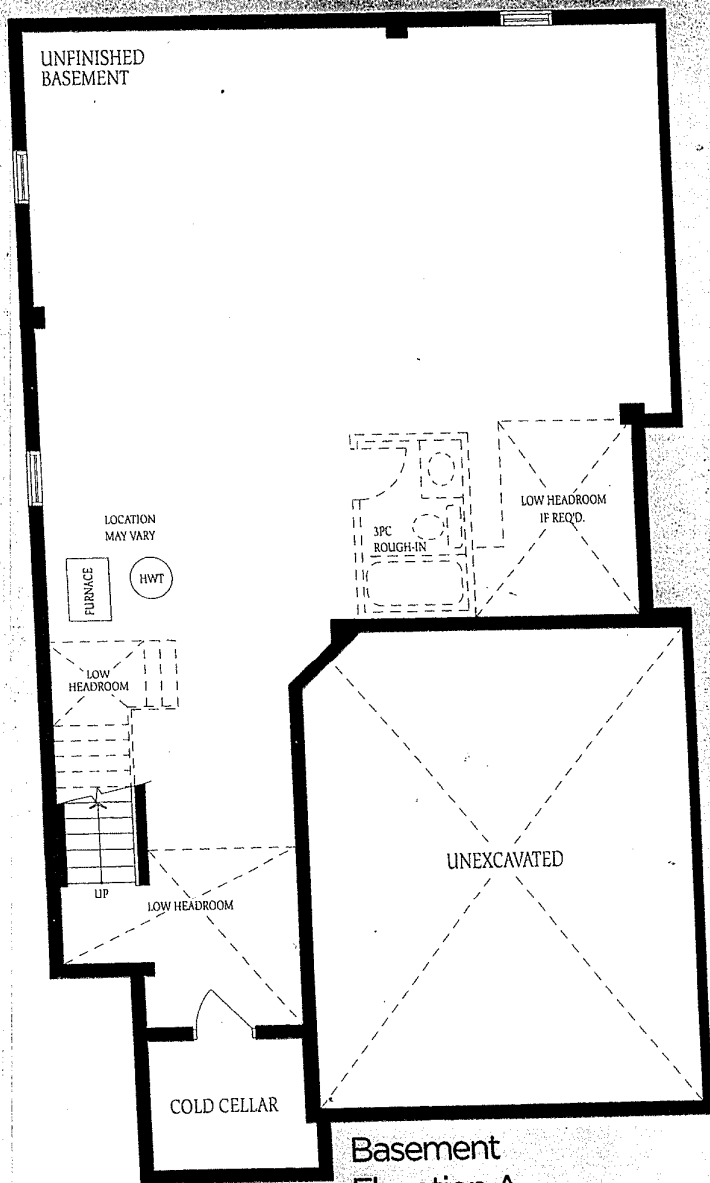 UNFINISHED
BASEMENT
LOCATION
MAY VARY
FURNACE
HWT
3PC
ROUGH-IN
LOW HEADROOM
IF REQ'D.
LOW
HEADROOM
UP
LOW HEADROOM
UNEXCAVATED
COLD CELLAR
Basement
Elevation A